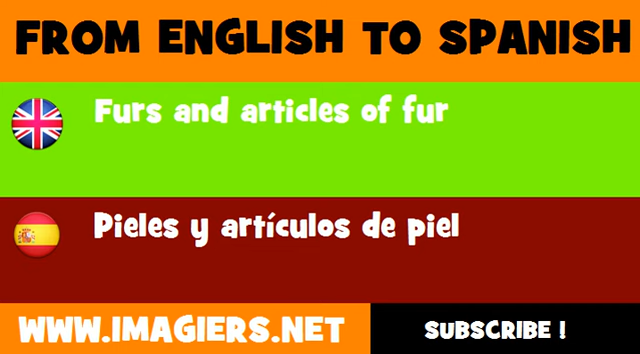 FROM ENGLISH TO SPANISH
Furs and articles of fur
Pieles y artículos de piel
WWW.IMAGIERS.NET
SUBSCRIBE !